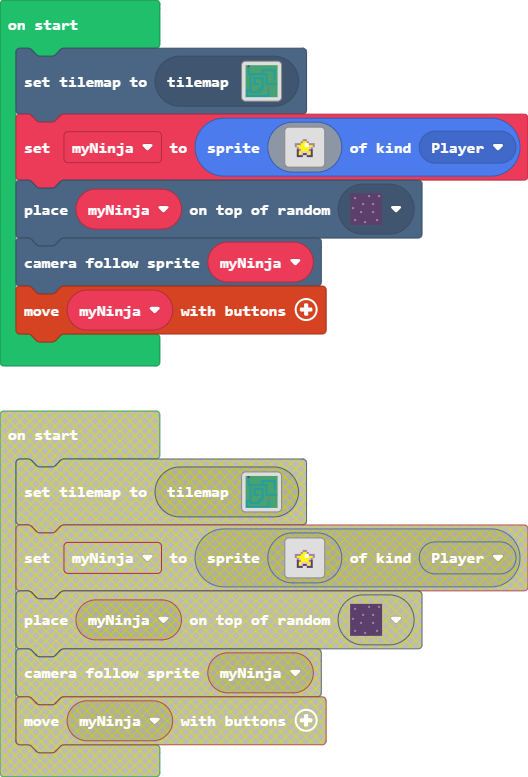 on start
set tilemap to tilemap
set myNinja to sprite of kind Player
place myNinja on top of random
camera follow sprite myNinja
move myNinja with buttons
on start
set tilemap to tilemap
set myNinja to sprite of kind Player
place myNinja on top of random
camera follow sprite myNinja
move myNinja with buttons